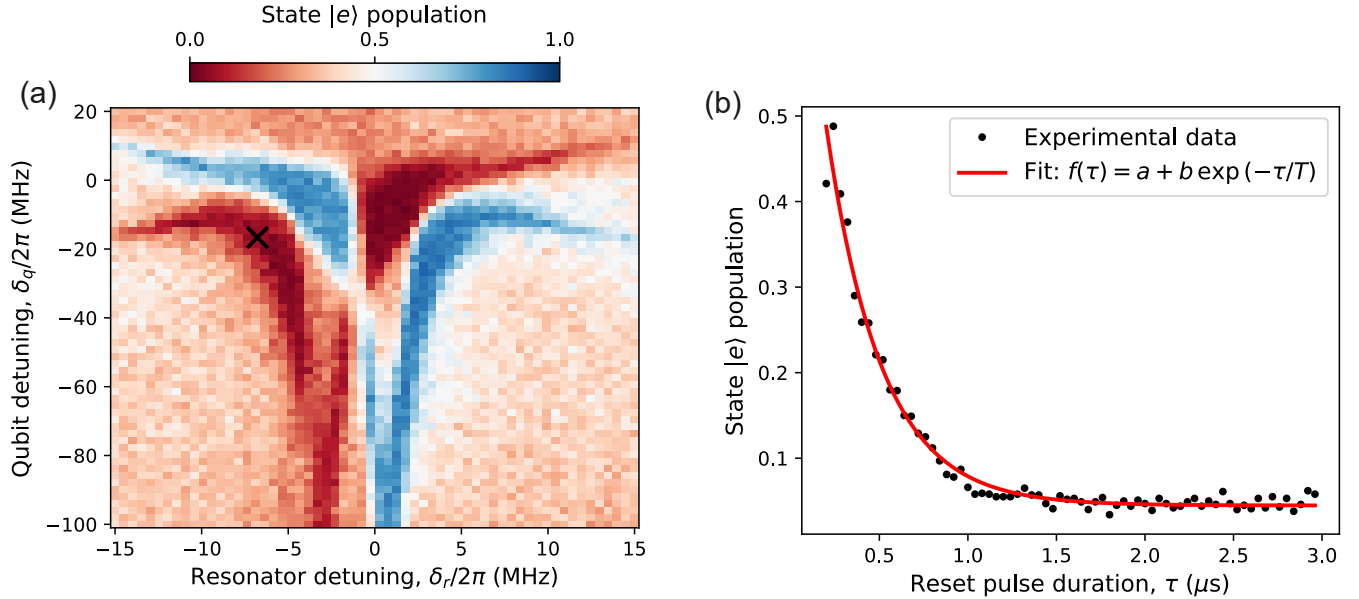 State |e⟩ population
0.0 0.5 1.0
(a)
Qubit detuning, δq/2π (MHz)
20
0
−20
−40
−60
−80
−100
−15 −10 −5 0 5 10 15
Resonator detuning, δr/2π (MHz)
(b)
State |e⟩ population
0.5
0.4
0.3
0.2
0.1
Experimental data
Fit: f(τ) = a + b exp (−τ/T)
0.5 1.0 1.5 2.0 2.5 3.0
Reset pulse duration, τ (μs)